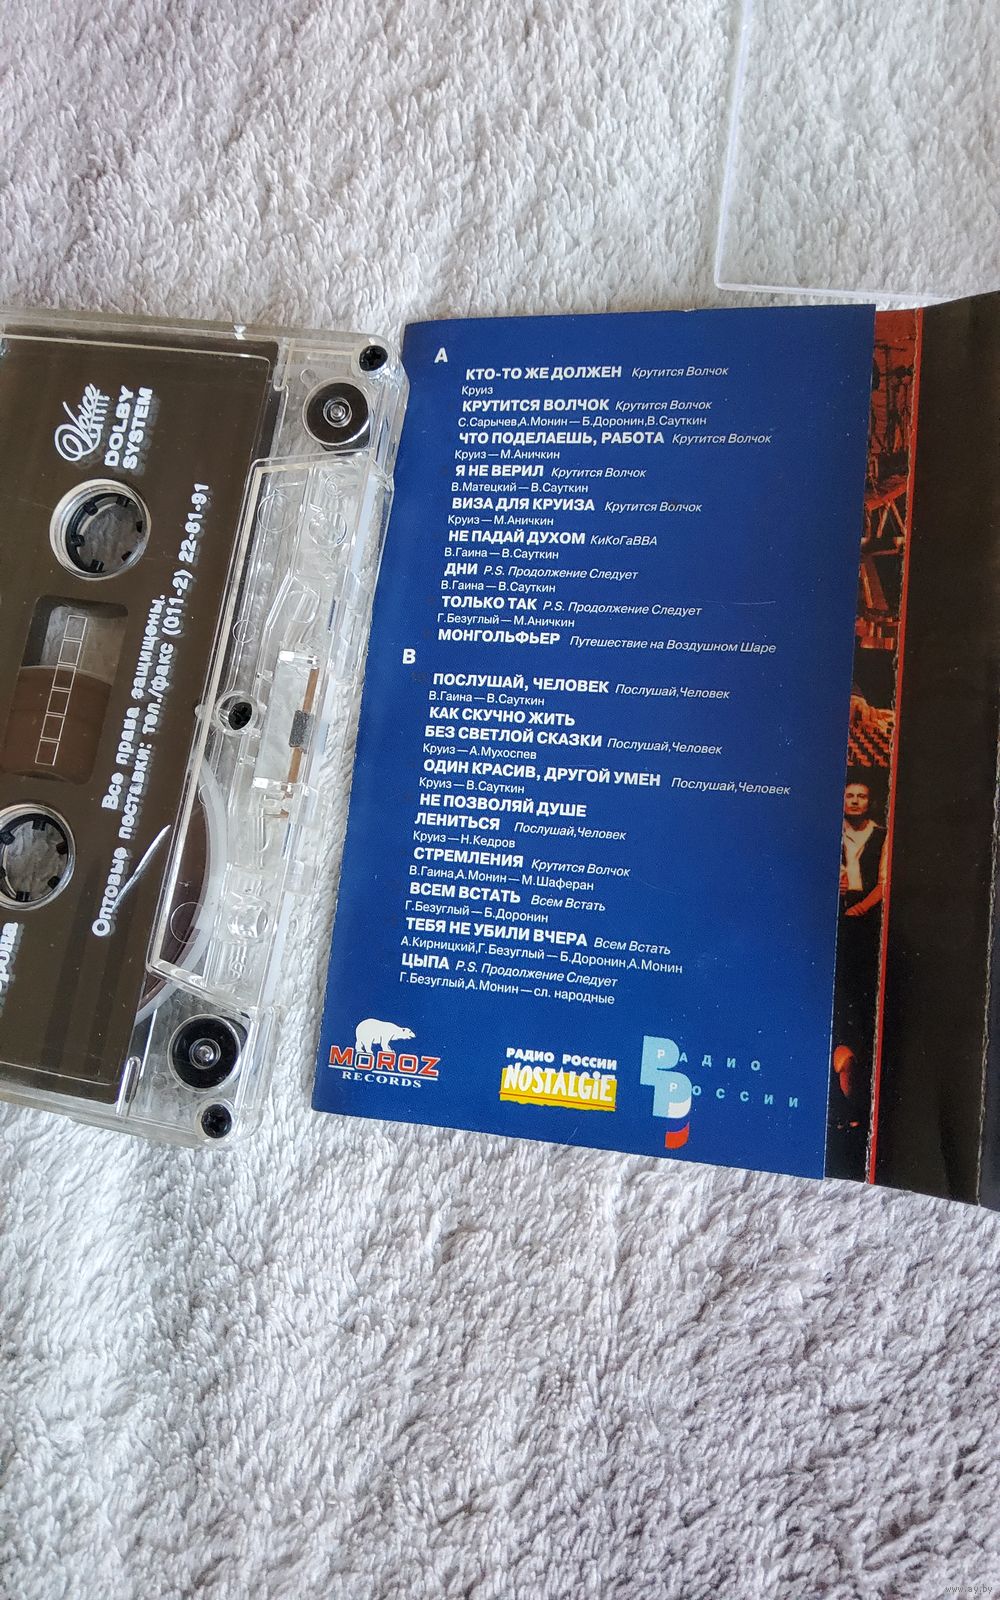 Voice
DOLBY
SYSTEM
Все права защищены.
Оптовые поставки: тел./факс (011-2) 22-61-91
A
КТО-ТО ЖЕ ДОЛЖЕН Крутится Волчок
Круиз
КРУТИТСЯ ВОЛЧОК Крутится Волчок
С.Сарычев,А.Монин — Б.Доронин,В.Сауткин
ЧТО ПОДЕЛАЕШЬ, РАБОТА Крутится Волчок
Круиз — М.Аничкин
Я НЕ ВЕРИЛ Крутится Волчок
В.Матецкий — В.Сауткин
ВИЗА ДЛЯ КРУИЗА Крутится Волчок
Круиз — М.Аничкин
НЕ ПАДАЙ ДУХОМ КиКоГаВВА
В.Гаина — В.Сауткин
ДНИ P.S. Продолжение Следует
В.Гаина — В.Сауткин
ТОЛЬКО ТАК P.S. Продолжение Следует
Г.Безуглый — М.Аничкин
МОНГОЛЬФЬЕР Путешествие на Воздушном Шаре
B
ПОСЛУШАЙ, ЧЕЛОВЕК Послушай,Человек
В.Гаина — В.Сауткин
КАК СКУЧНО ЖИТЬ
БЕЗ СВЕТЛОЙ СКАЗКИ Послушай,Человек
Круиз — А.Мухоспев
ОДИН КРАСИВ, ДРУГОЙ УМЕН Послушай,Человек
Круиз — В.Сауткин
НЕ ПОЗВОЛЯЙ ДУШЕ
ЛЕНИТЬСЯ Послушай,Человек
Круиз — Н.Кедров
СТРЕМЛЕНИЯ Крутится Волчок
В.Гаина,А.Монин — М.Шаферан
ВСЕМ ВСТАТЬ Всем Встать
Г.Безуглый — Б.Доронин
ТЕБЯ НЕ УБИЛИ ВЧЕРА Всем Встать
А.Кирницкий,Г.Безуглый — Б.Доронин,А.Монин
ЦЫПА P.S. Продолжение Следует
Г.Безуглый,А.Монин — сл. народные
MOROZ
RECORDS
РАДИО РОССИИ
NOSTALGIE
РАДИО
РОССИИ
www.ay.by